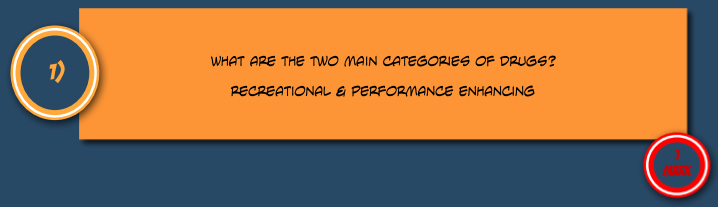 1)
WHAT ARE THE TWO MAIN CATEGORIES OF DRUGS?
RECREATIONAL & PERFORMANCE ENHANCING
1
MARK